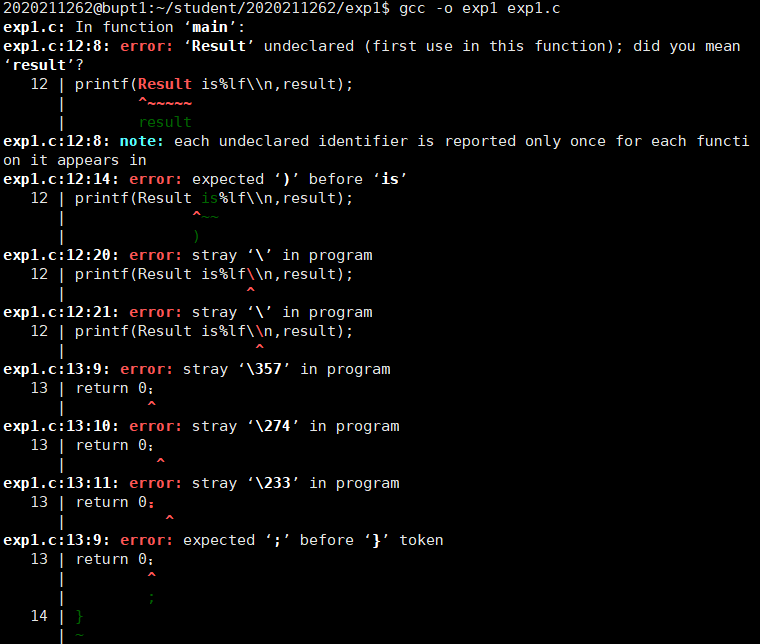 2020211262@bupt1:~/student/2020211262/exp1$ gcc -o exp1 exp1.c
exp1.c: In function ‘main’:
exp1.c:12:8: error: ‘Result’ undeclared (first use in this function); did you mean
‘result’?
   12 | printf(Result is%lf\\n,result);
      |        ^~~~~~
      |        result
exp1.c:12:8: note: each undeclared identifier is reported only once for each functi
on it appears in
exp1.c:12:14: error: expected ‘)’ before ‘is’
   12 | printf(Result is%lf\\n,result);
      |              ^~~
      |              )
exp1.c:12:20: error: stray ‘\’ in program
   12 | printf(Result is%lf\\n,result);
      |                    ^
exp1.c:12:21: error: stray ‘\’ in program
   12 | printf(Result is%lf\\n,result);
      |                     ^
exp1.c:13:9: error: stray ‘\357’ in program
   13 | return 0；
      |         ^
exp1.c:13:10: error: stray ‘\274’ in program
   13 | return 0；
      |          ^
exp1.c:13:11: error: stray ‘\233’ in program
   13 | return 0；
      |           ^
exp1.c:13:9: error: expected ‘;’ before ‘}’ token
   13 | return 0；
      |         ^
      |         ;
   14 | }
      | ~